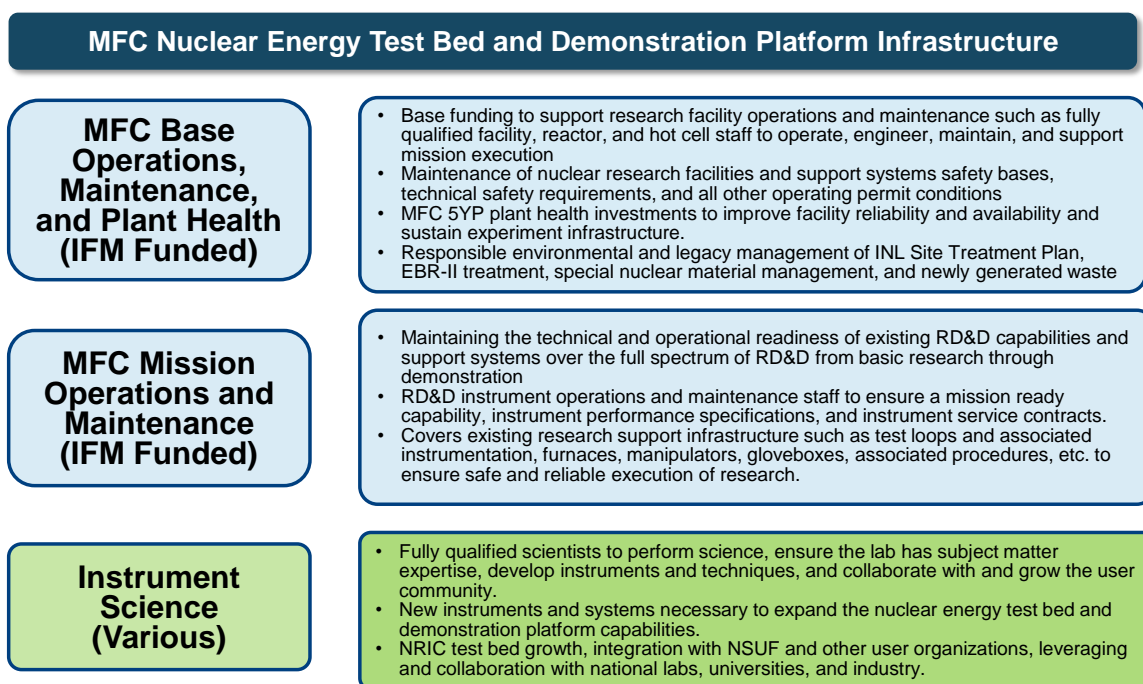 MFC Nuclear Energy Test Bed and Demonstration Platform Infrastructure
MFC Base
Operations,
Maintenance,
and Plant Health
(IFM Funded)
• Base funding to support research facility operations and maintenance such as fully
qualified facility, reactor, and hot cell staff to operate, engineer, maintain, and support
mission execution
• Maintenance of nuclear research facilities and support systems safety bases,
technical safety requirements, and all other operating permit conditions
• MFC 5YP plant health investments to improve facility reliability and availability and
sustain experiment infrastructure.
• Responsible environmental and legacy management of INL Site Treatment Plan,
EBR-II treatment, special nuclear material management, and newly generated waste
MFC Mission
Operations and
Maintenance
(IFM Funded)
• Maintaining the technical and operational readiness of existing RD&D capabilities and
support systems over the full spectrum of RD&D from basic research through
demonstration
• RD&D instrument operations and maintenance staff to ensure a mission ready
capability, instrument performance specifications, and instrument service contracts.
• Covers existing research support infrastructure such as test loops and associated
instrumentation, furnaces, manipulators, gloveboxes, associated procedures, etc. to
ensure safe and reliable execution of research.
Instrument
Science
(Various)
• Fully qualified scientists to perform science, ensure the lab has subject matter
expertise, develop instruments and techniques, and collaborate with and grow the user
community.
• New instruments and systems necessary to expand the nuclear energy test bed and
demonstration platform capabilities.
• NRIC test bed growth, integration with NSUF and other user organizations, leveraging
and collaboration with national labs, universities, and industry.